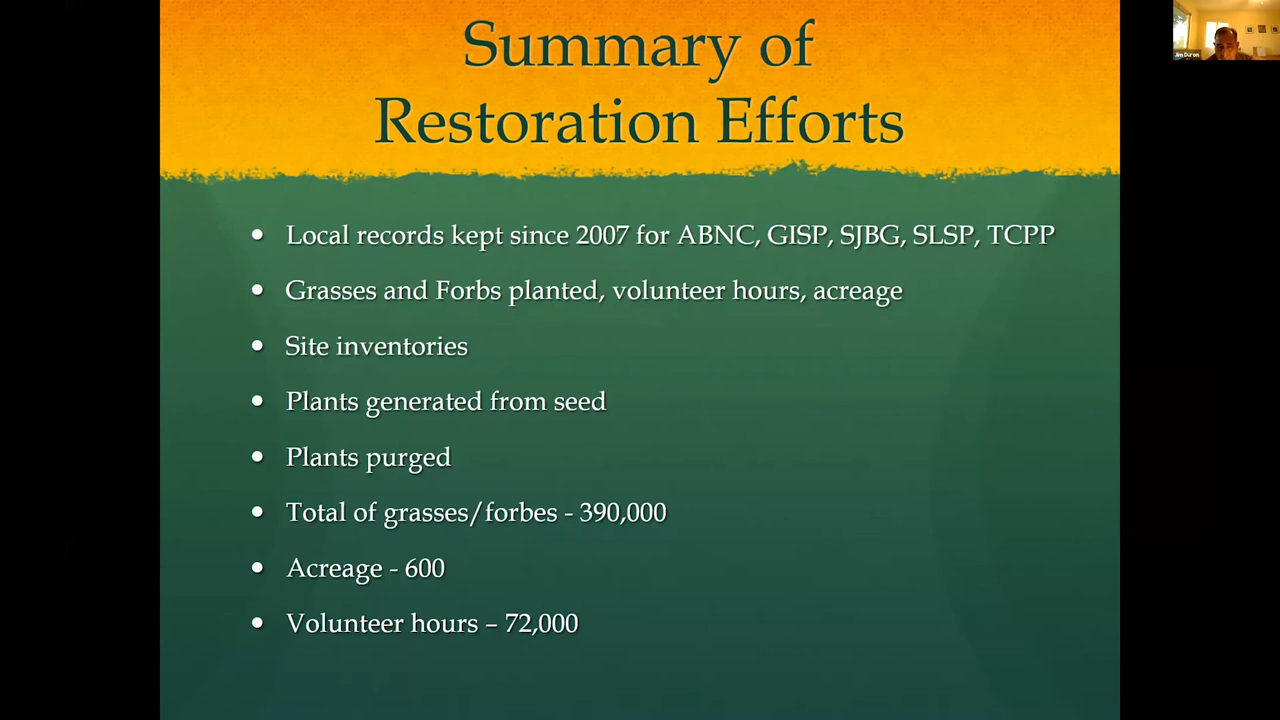 Summary of
Restoration Efforts
Jim Duron
• Local records kept since 2007 for ABNC, GISP, SJBG, SLSP, TCPP
• Grasses and Forbs planted, volunteer hours, acreage
• Site inventories
• Plants generated from seed
• Plants purged
• Total of grasses/forbes - 390,000
• Acreage - 600
• Volunteer hours – 72,000